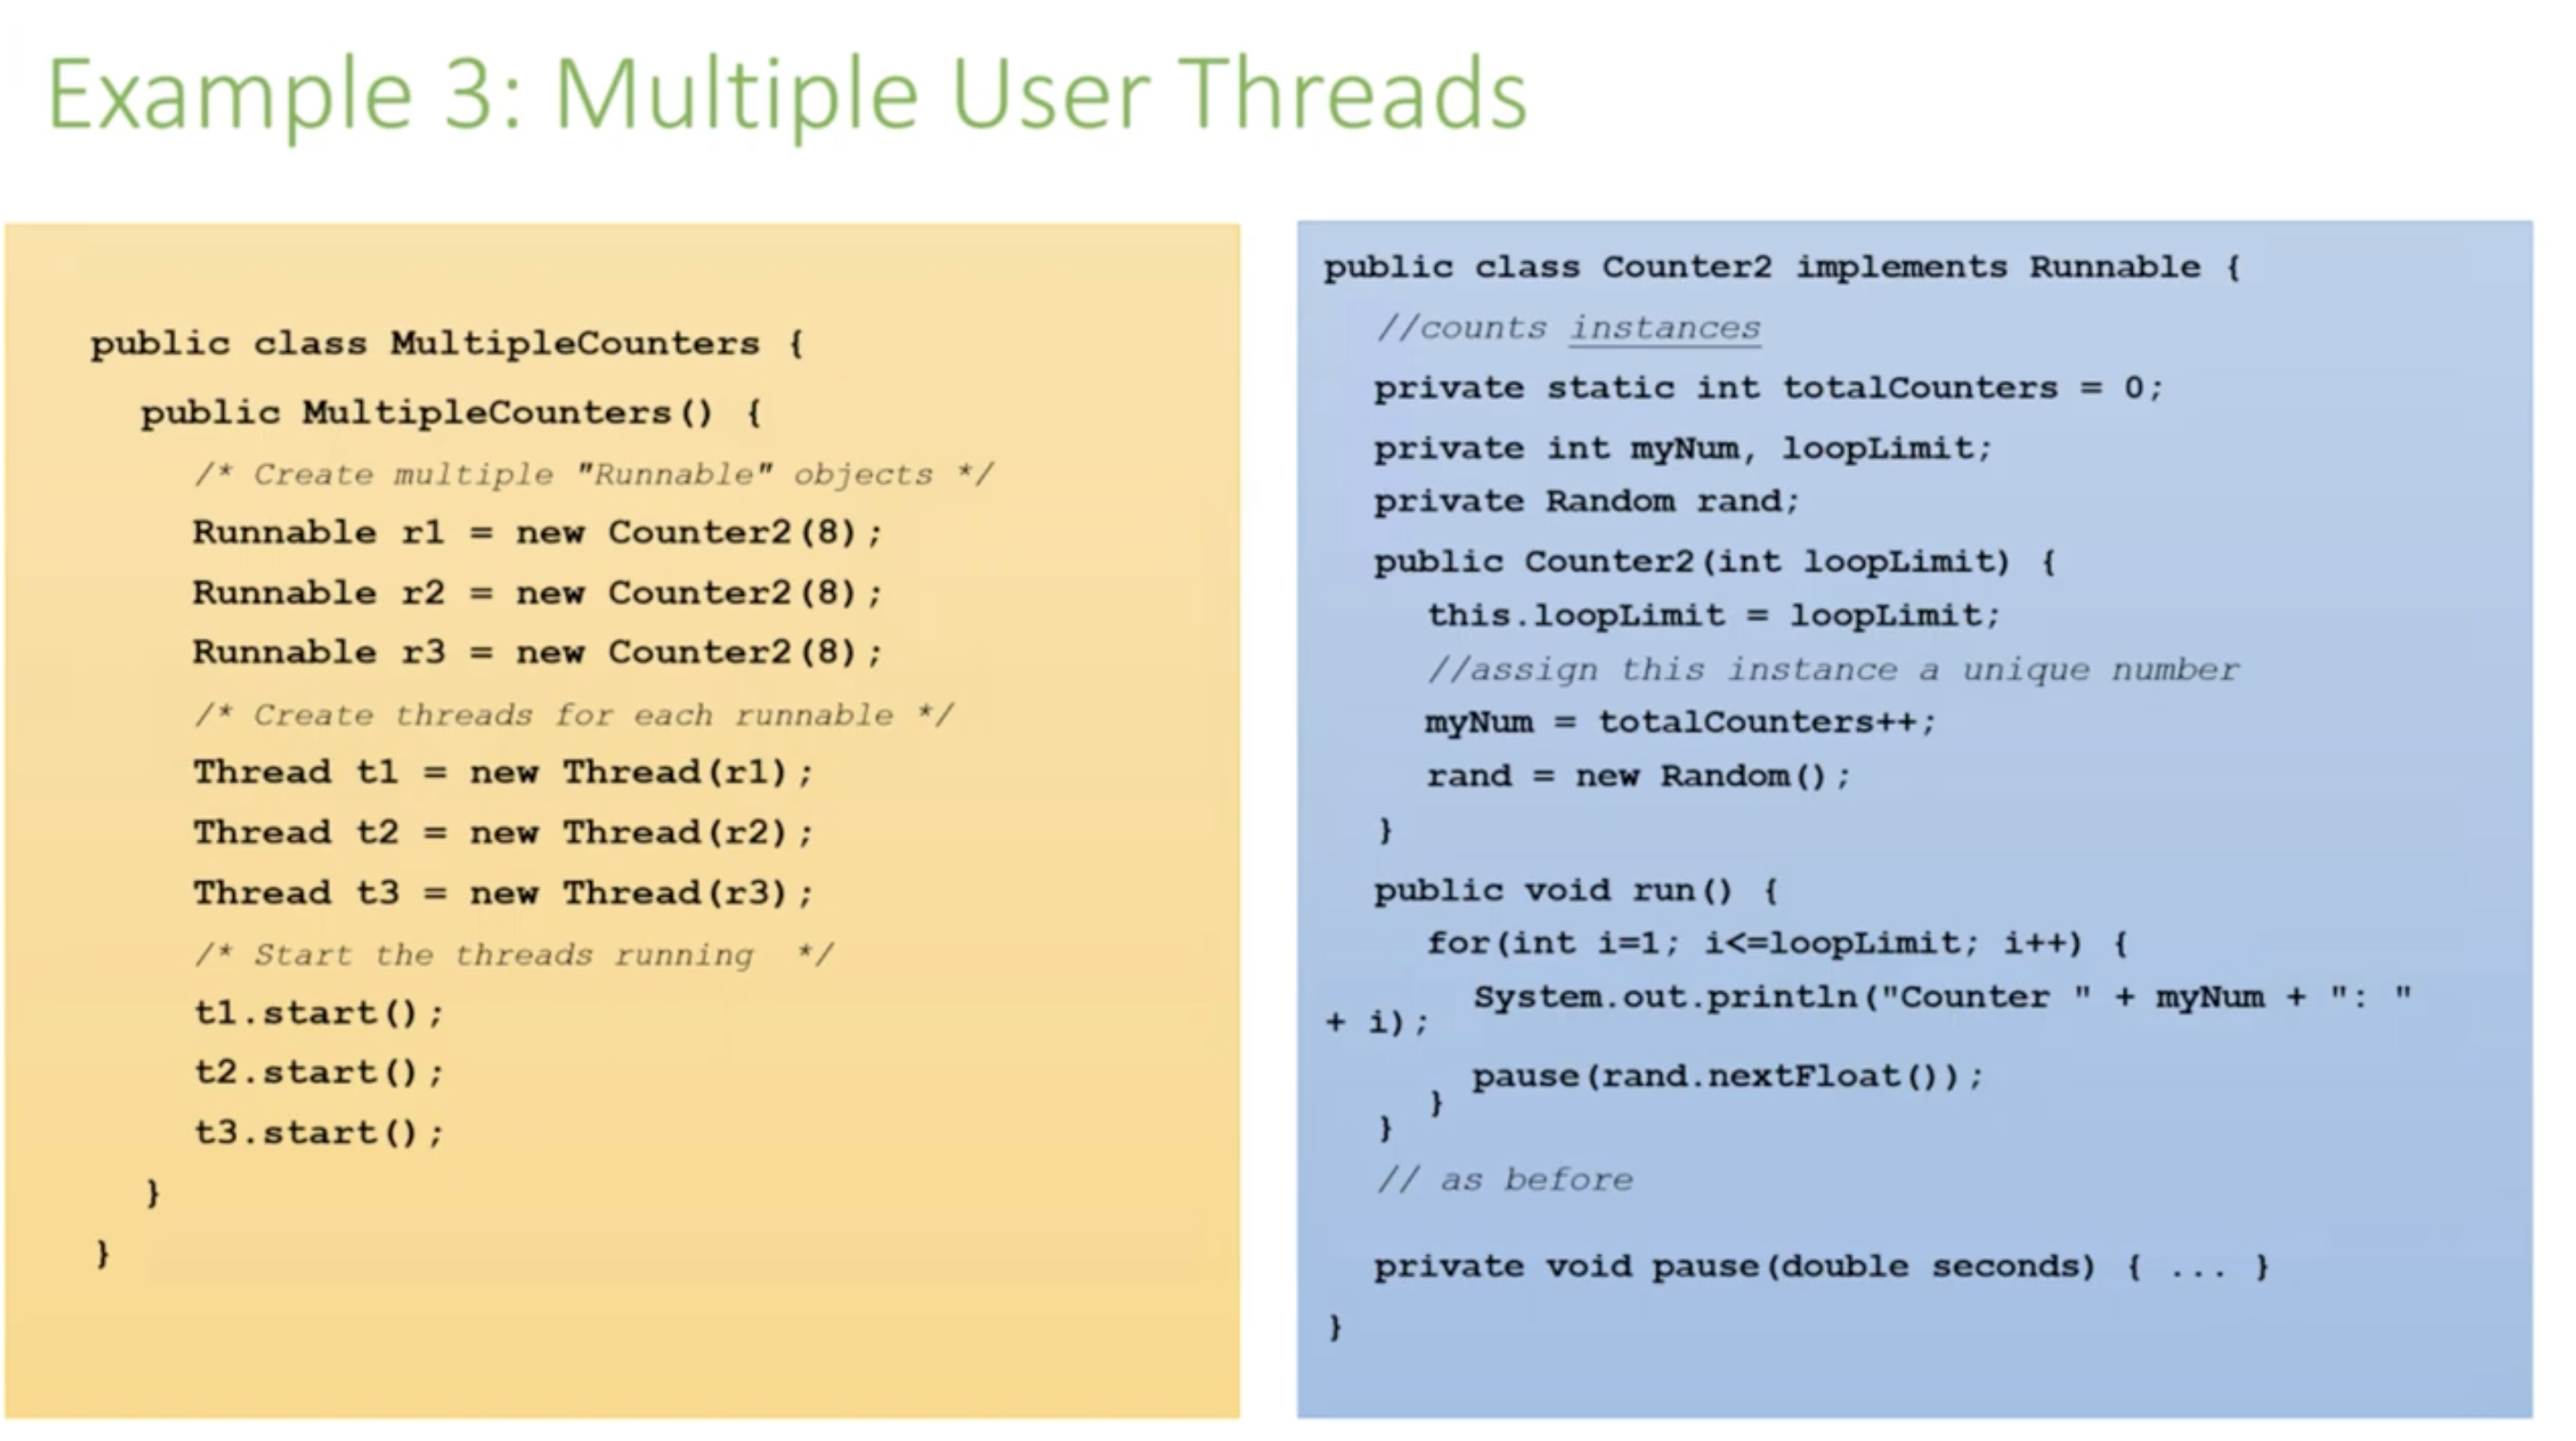 Example 3: Multiple User Threads
public class MultipleCounters {
public MultipleCounters() {
/* Create multiple "Runnable" objects */
Runnable r1 = new Counter2(8);
Runnable r2 = new Counter2(8);
Runnable r3 = new Counter2(8);
/* Create threads for each runnable */
Thread t1 = new Thread(r1);
Thread t2 = new Thread(r2);
Thread t3 = new Thread(r3);
/* Start the threads running  */
t1.start();
t2.start();
t3.start();
}
}
public class Counter2 implements Runnable {
//counts instances
private static int totalCounters = 0;
private int myNum, loopLimit;
private Random rand;
public Counter2(int loopLimit) {
this.loopLimit = loopLimit;
//assign this instance a unique number
myNum = totalCounters++;
rand = new Random();
}
public void run() {
for(int i=1; i<=loopLimit; i++) {
System.out.println("Counter " + myNum + ": "
+ i);
pause(rand.nextFloat());
}
}
// as before
private void pause(double seconds) { ... }
}